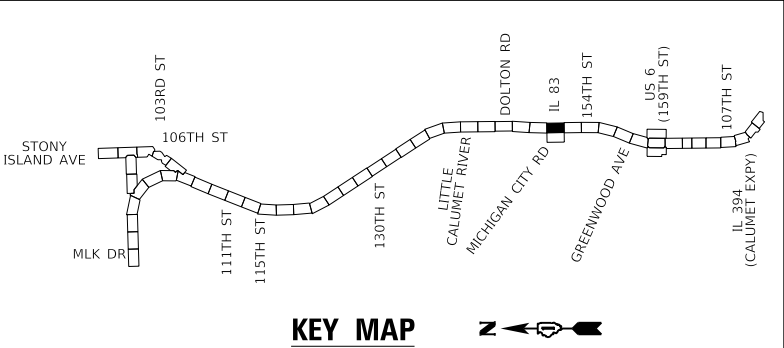 103RD ST
106TH ST
STONY
ISLAND AVE
MLK DR
111TH ST
115TH ST
130TH ST
LITTLE
CALUMET RIVER
DOLTON RD
MICHIGAN CITY RD
IL 83
154TH ST
GREENWOOD AVE
US 6
(159TH ST)
107TH ST
IL 394
(CALUMET EXPY)
KEY MAP
N